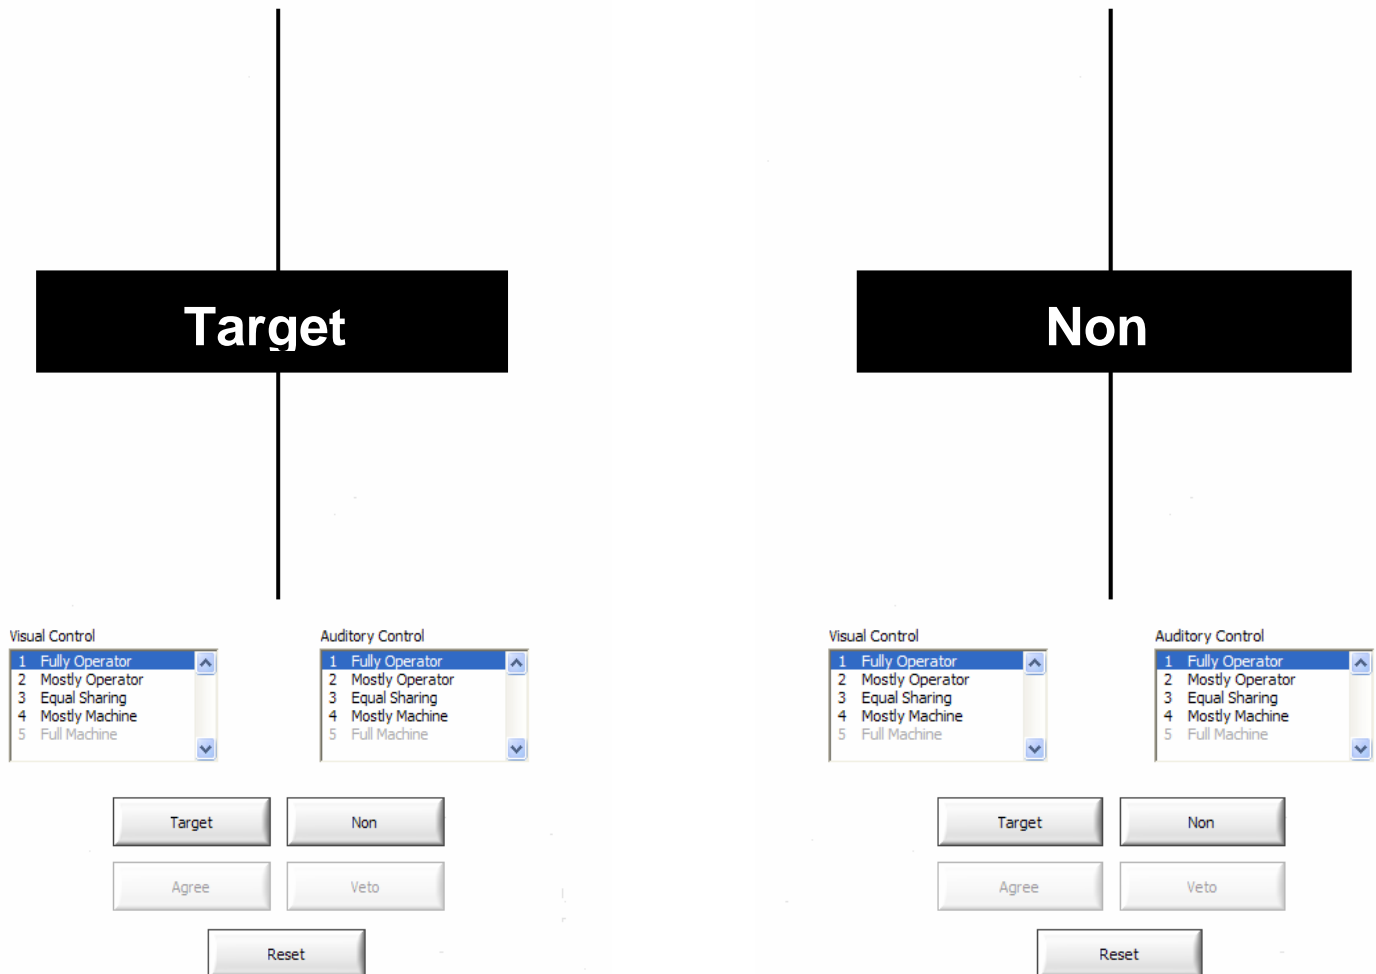 Target
Non
Visual Control
1 Fully Operator
2 Mostly Operator
3 Equal Sharing
4 Mostly Machine
5 Full Machine
Auditory Control
1 Fully Operator
2 Mostly Operator
3 Equal Sharing
4 Mostly Machine
5 Full Machine
Target
Non
Agree
Veto
Reset
Visual Control
1 Fully Operator
2 Mostly Operator
3 Equal Sharing
4 Mostly Machine
5 Full Machine
Auditory Control
1 Fully Operator
2 Mostly Operator
3 Equal Sharing
4 Mostly Machine
5 Full Machine
Target
Non
Agree
Veto
Reset